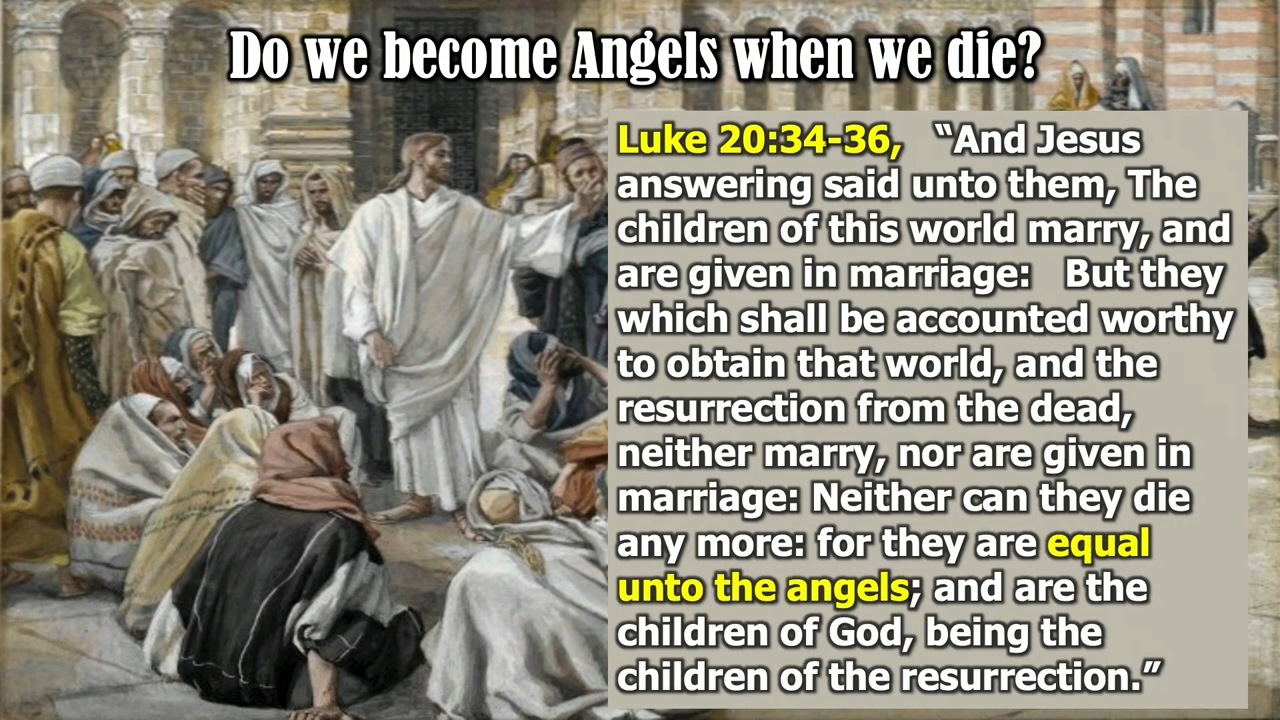 Do we become Angels when we die?
Luke 20:34-36, “And Jesus
answering said unto them, The
children of this world marry, and
are given in marriage: But they
which shall be accounted worthy
to obtain that world, and the
resurrection from the dead,
neither marry, nor are given in
marriage: Neither can they die
any more: for they are equal
unto the angels; and are the
children of God, being the
children of the resurrection.”